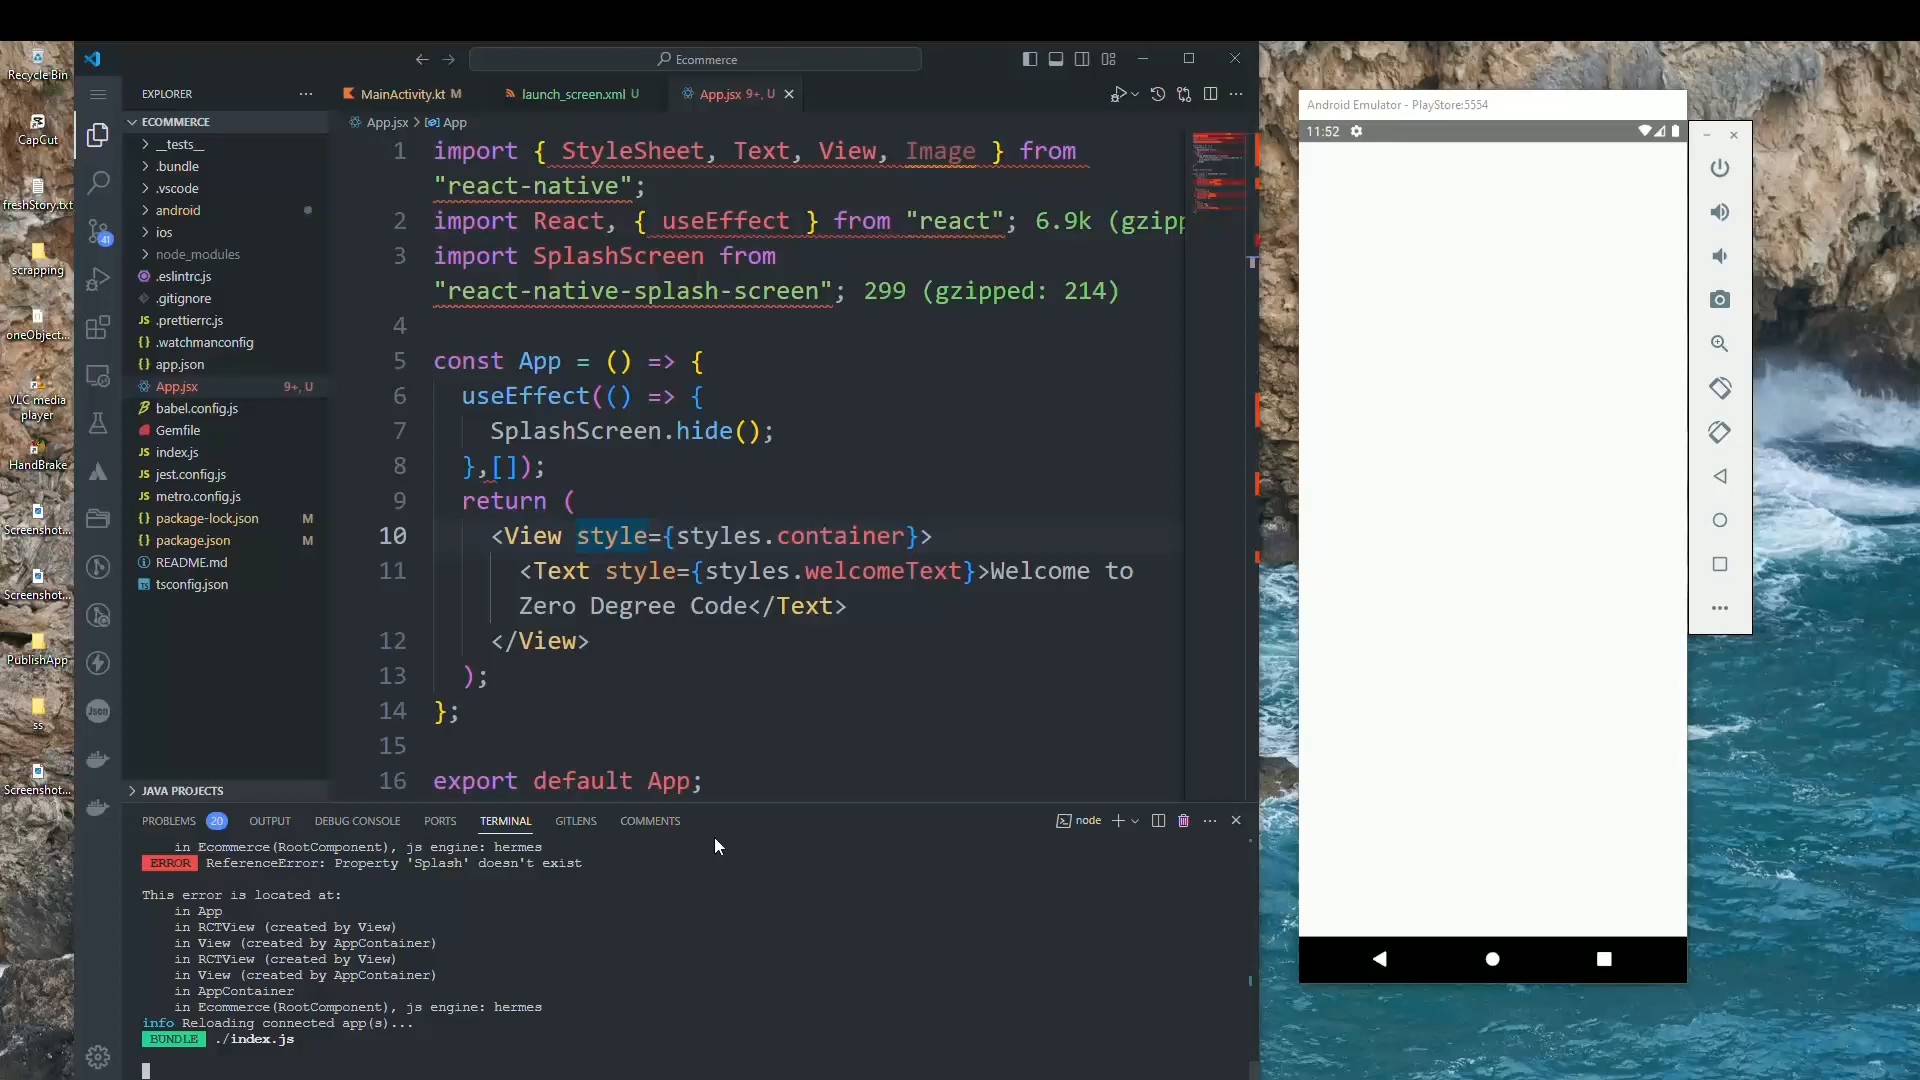 Recycle Bin
CapCut
freshStory.txt
scrapping
oneObject...
VLC media
player
HandBrake
Screenshot...
Screenshot...
PublishApp
ss
Screenshot...
Ecommerce
EXPLORER
ECOMMERCE
__tests__
.bundle
.vscode
android
ios
node_modules
.eslintrc.js
.gitignore
.prettierrc.js
.watchmanconfig
app.json
App.jsx 9+, U
babel.config.js
Gemfile
index.js
jest.config.js
metro.config.js
package-lock.json M
package.json M
README.md
tsconfig.json
JAVA PROJECTS
41
Json
MainActivity.kt M
launch_screen.xml U
App.jsx 9+, U
App.jsx > App
1 import { StyleSheet, Text, View, Image } from
"react-native";
2 import React, { useEffect } from "react"; 6.9k (gzipp
3 import SplashScreen from
"react-native-splash-screen"; 299 (gzipped: 214)
4
5 const App = () => {
6 useEffect(() => {
7 SplashScreen.hide();
8 },[]);
9 return (
10 <View style={styles.container}>
11 <Text style={styles.welcomeText}>Welcome to
Zero Degree Code</Text>
12 </View>
13 );
14 };
15
16 export default App;
PROBLEMS 20 OUTPUT DEBUG CONSOLE PORTS TERMINAL GITLENS COMMENTS
node
in Ecommerce(RootComponent), js engine: hermes
ERROR ReferenceError: Property 'Splash' doesn't exist
This error is located at:
in App
in RCTView (created by View)
in View (created by AppContainer)
in RCTView (created by View)
in View (created by AppContainer)
in AppContainer
in Ecommerce(RootComponent), js engine: hermes
info Reloading connected app(s)...
BUNDLE ./index.js
Android Emulator - PlayStore:5554
11:52